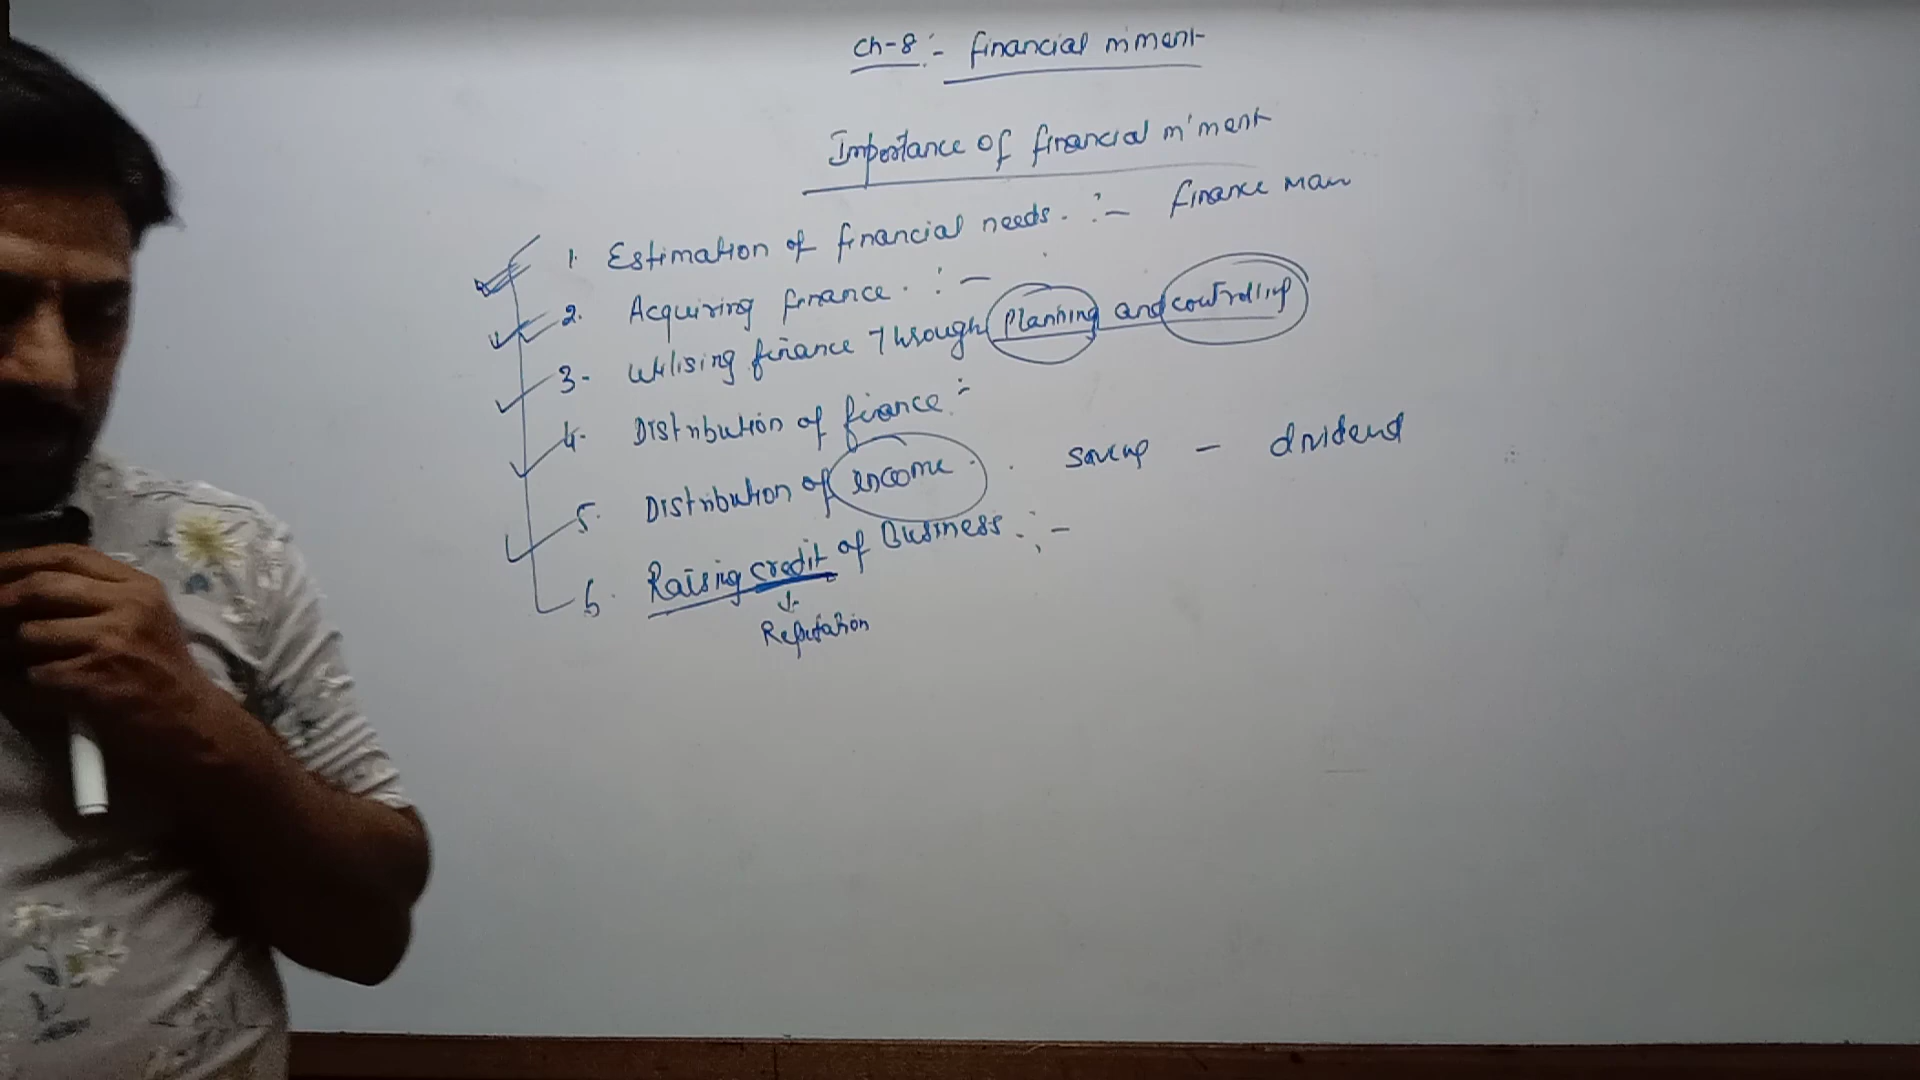 Ch-8 :- financial m'ment
Importance of financial m'ment
1. Estimation of financial needs. :- finance man
2. Acquiring finance. :-
3- Utilising finance Through planning and controlling
4. Distribution of finance :-
5. Distribution of income. - dividend
6. Raising credit of Business. :-
Reputation